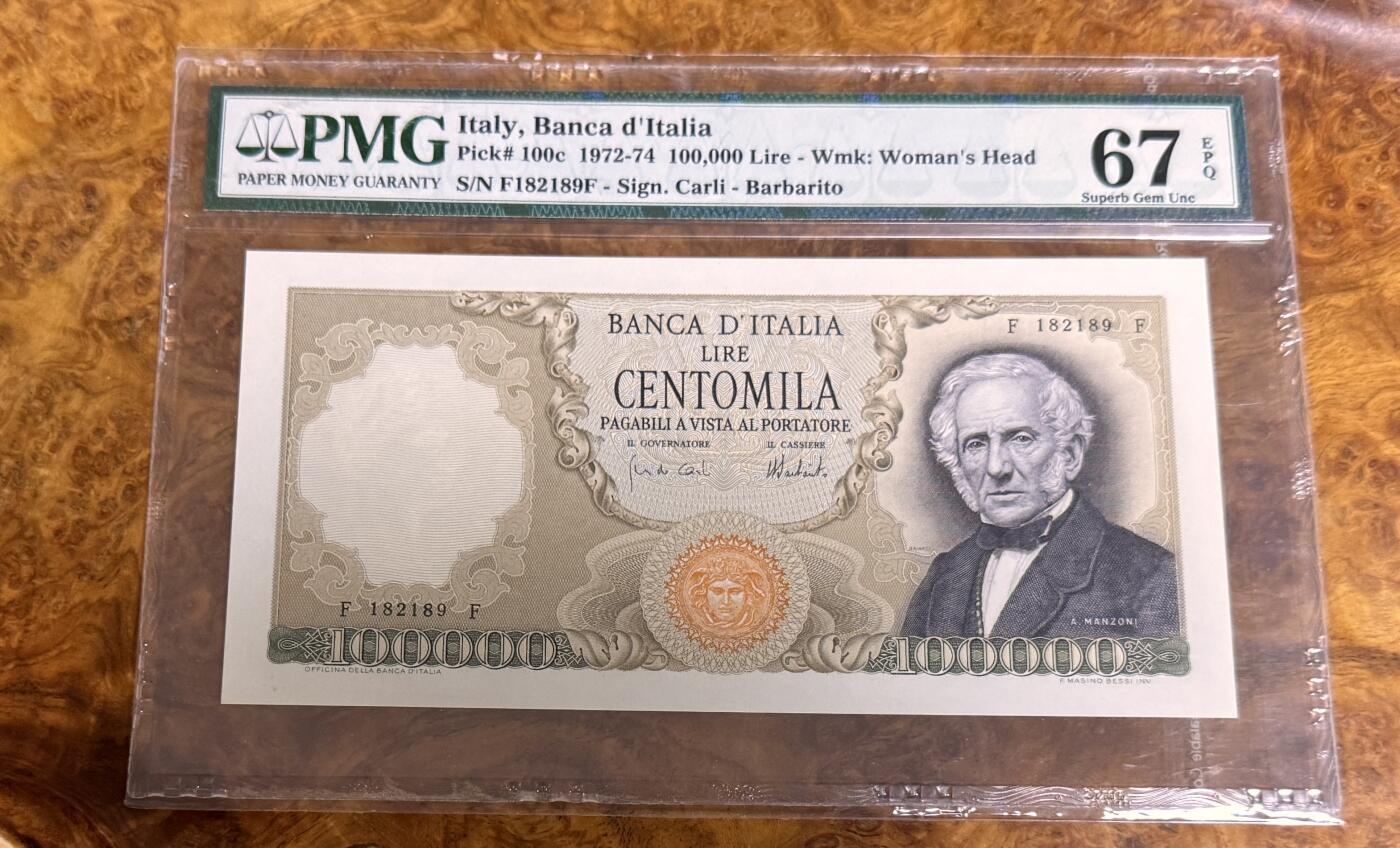 PMG
PAPER MONEY GUARANTY
Italy, Banca d'Italia
Pick# 100c 1972-74 100,000 Lire - Wmk: Woman's Head
S/N F182189F - Sign. Carli - Barbarito
67
EPQ
Superb Gem Unc
BANCA D'ITALIA
LIRE
CENTOMILA
PAGABILI A VISTA AL PORTATORE
IL GOVERNATORE
IL CASSIERE
F 182189 F
F 182189 F
A. MANZONI
100000
100000
OFFICINA DELLA BANCA D'ITALIA
F. MASINO BESSI INV.